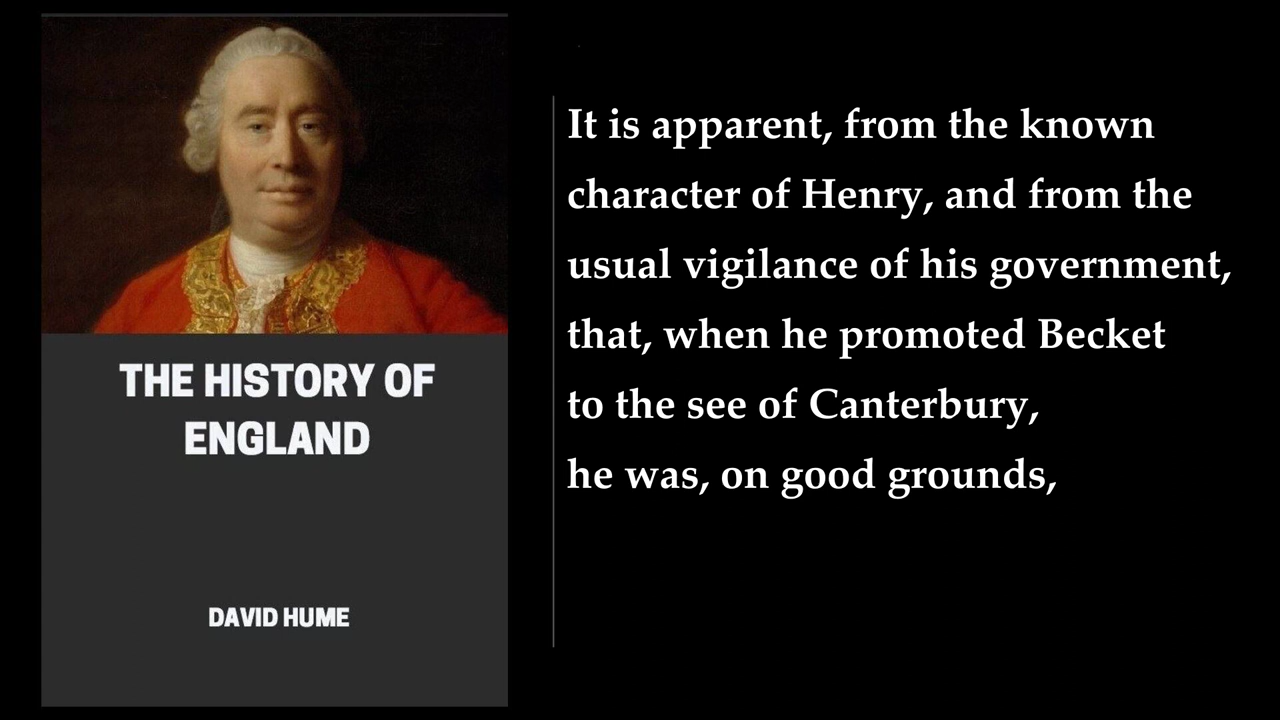 THE HISTORY OF
ENGLAND
DAVID HUME
It is apparent, from the known
character of Henry, and from the
usual vigilance of his government,
that, when he promoted Becket
to the see of Canterbury,
he was, on good grounds,